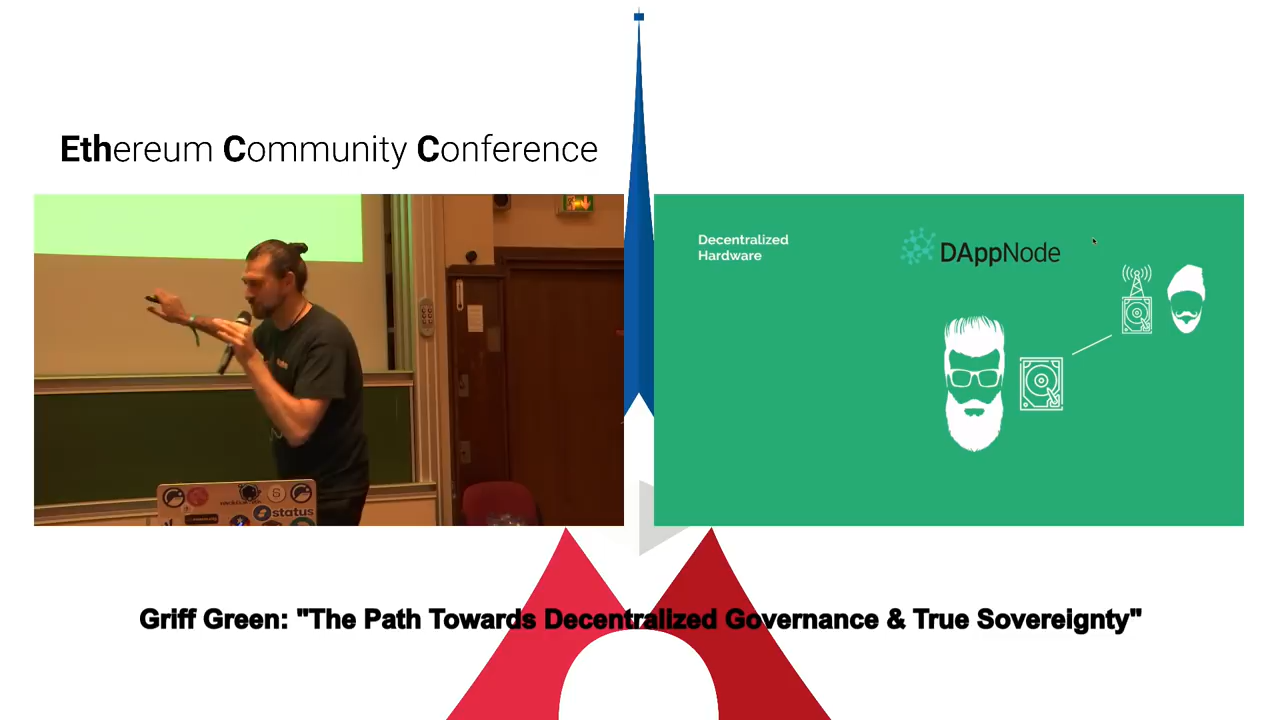 Ethereum Community Conference
Decentralized
Hardware
DAppNode
status
Griff Green: "The Path Towards Decentralized Governance & True Sovereignty"